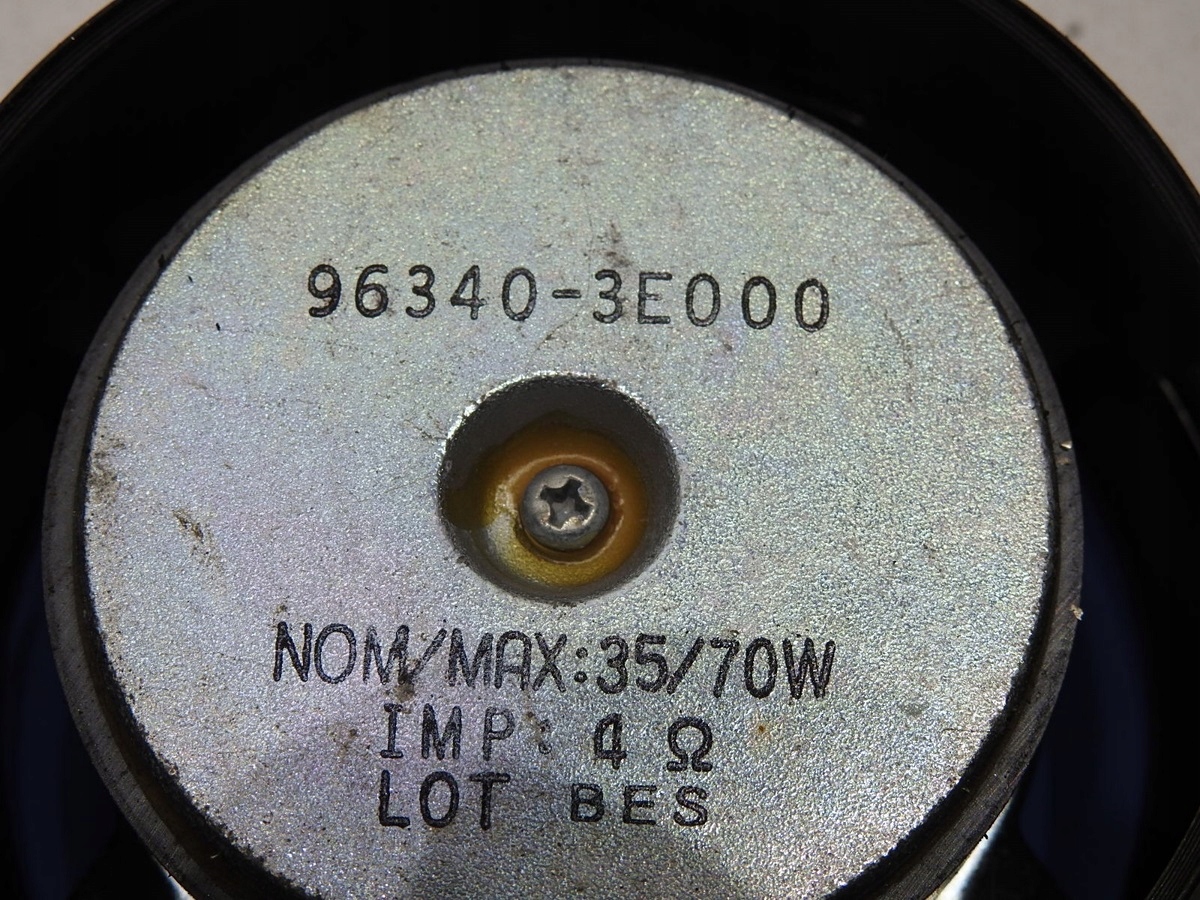 96340-3E000
NOM/MAX:35/70W
IMP: 4 Ω
LOT BES